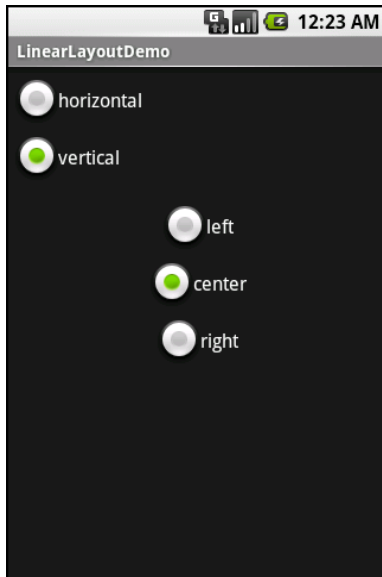 G 12:23 AM
LinearLayoutDemo
horizontal
vertical
left
center
right